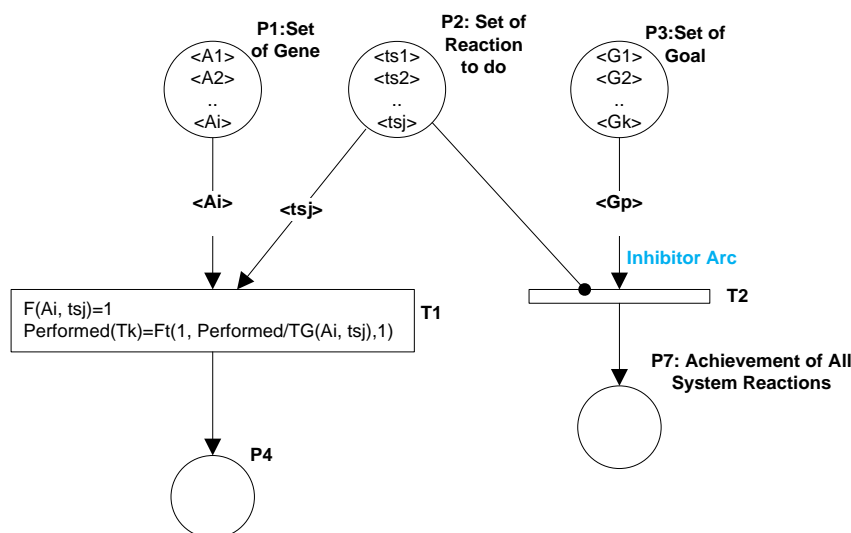 P1:Set
of Gene
P2: Set of
Reaction
to do
P3:Set of
Goal
<A1>
<A2>
..
<Ai>
<ts1>
<ts2>
..
<tsj>
<G1>
<G2>
..
<Gk>
<Ai>
<tsj>
<Gp>
Inhibitor Arc
F(Ai, tsj)=1
Performed(Tk)=Ft(1, Performed/TG(Ai, tsj),1)
T1
T2
P7: Achievement of All
System Reactions
P4